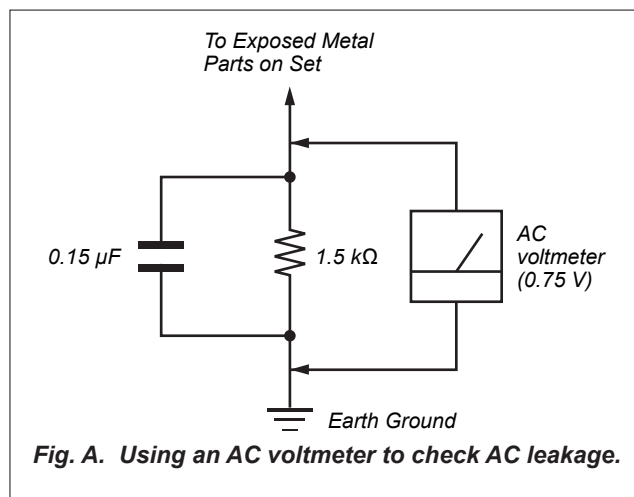 To Exposed Metal
Parts on Set
0.15 μF
1.5 kΩ
AC
voltmeter
(0.75 V)
Earth Ground
Fig. A. Using an AC voltmeter to check AC leakage.